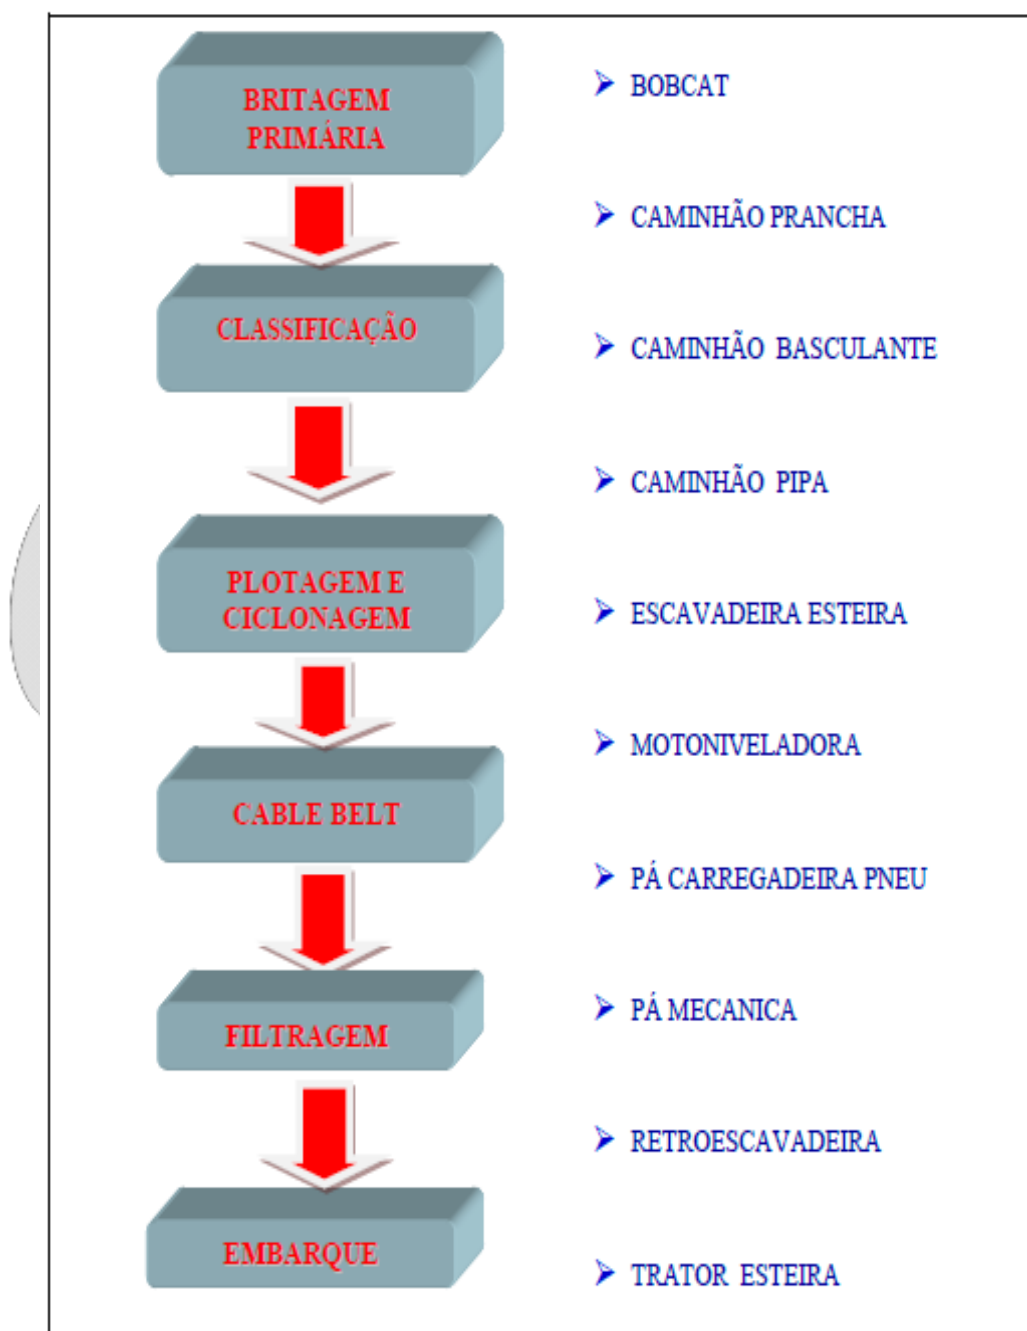 BRITAGEM
PRIMÁRIA
CLASSIFICAÇÃO
PLOTAGEM E
CICLONAGEM
CABLE BELT
FILTRAGEM
EMBARQUE
BOBCAT
CAMINHÃO PRANCHA
CAMINHÃO BASCULANTE
CAMINHÃO PIPA
ESCAVADEIRA ESTEIRA
MOTONIVELADORA
PÁ CARREGADEIRA PNEU
PÁ MECANICA
RETROESCAVADEIRA
TRATOR ESTEIRA